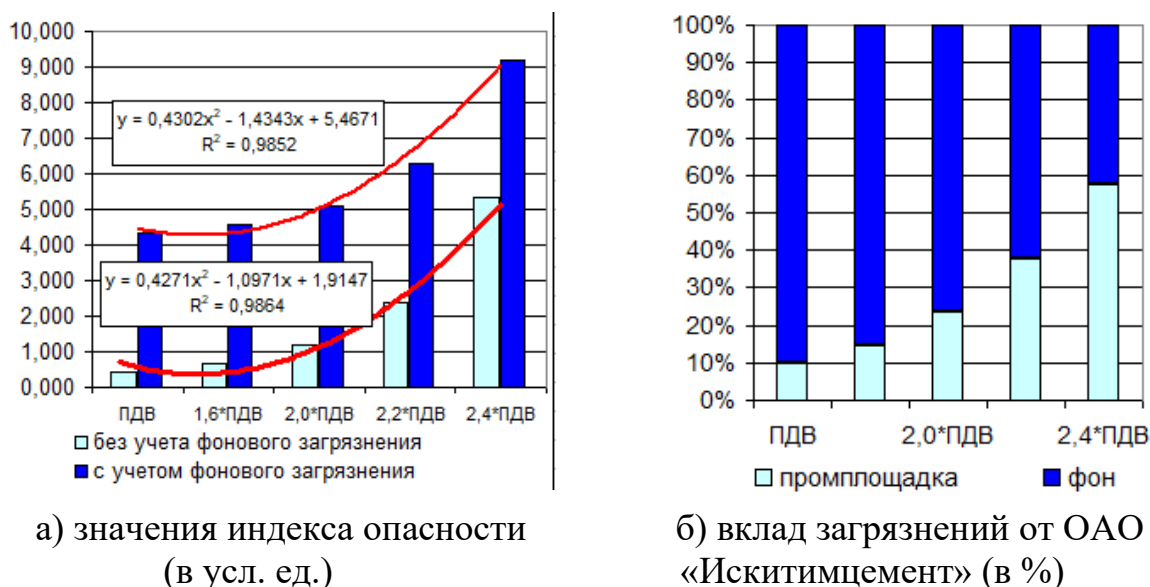 10,000
9,000
8,000
7,000
6,000
5,000
4,000
3,000
2,000
1,000
0,000
y = 0,4302x² - 1,4343x + 5,4671
R² = 0,9852
y = 0,4271x² - 1,0971x + 1,9147
R² = 0,9864
ПДВ 1,6*ПДВ 2,0*ПДВ 2,2*ПДВ 2,4*ПДВ
без учета фонового загрязнения
с учетом фонового загрязнения
100%
90%
80%
70%
60%
50%
40%
30%
20%
10%
0%
ПДВ 2,0*ПДВ 2,4*ПДВ
промплощадка фон
а) значения индекса опасности
(в усл. ед.)
б) вклад загрязнений от ОАО
«Искитимцемент» (в %)